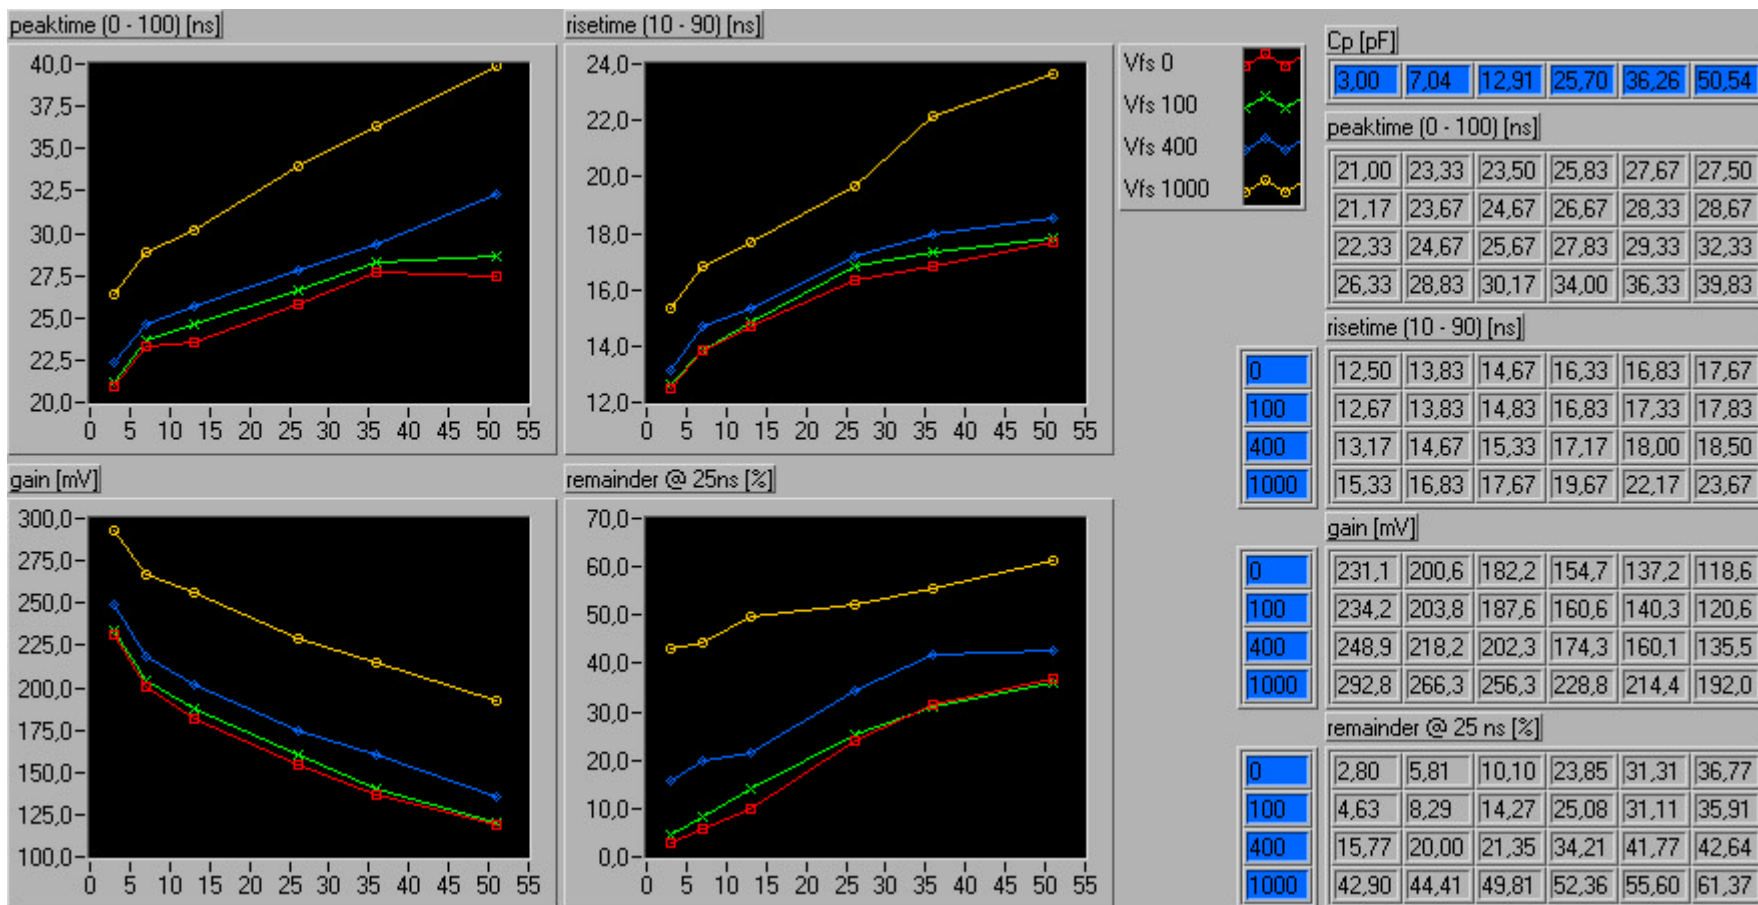 peaktime (0 - 100) [ns]
40,0
37,5
35,0
32,5
30,0
27,5
25,0
22,5
20,0
0 5 10 15 20 25 30 35 40 45 50 55
risetime (10 - 90) [ns]
24,0
22,0
20,0
18,0
16,0
14,0
12,0
0 5 10 15 20 25 30 35 40 45 50 55
Vfs 0
Vfs 100
Vfs 400
Vfs 1000
gain [mV]
300,0
275,0
250,0
225,0
200,0
175,0
150,0
125,0
100,0
0 5 10 15 20 25 30 35 40 45 50 55
remainder @ 25ns [%]
70,0
60,0
50,0
40,0
30,0
20,0
10,0
0,0
0 5 10 15 20 25 30 35 40 45 50 55
Cp [pF]
3,00 7,04 12,91 25,70 36,26 50,54
peaktime (0 - 100) [ns]
21,00 23,33 23,50 25,83 27,67 27,50
21,17 23,67 24,67 26,67 28,33 28,67
22,33 24,67 25,67 27,83 29,33 32,33
26,33 28,83 30,17 34,00 36,33 39,83
risetime (10 - 90) [ns]
0 12,50 13,83 14,67 16,33 16,83 17,67
100 12,67 13,83 14,83 16,83 17,33 17,83
400 13,17 14,67 15,33 17,17 18,00 18,50
1000 15,33 16,83 17,67 19,67 22,17 23,67
gain [mV]
0 231,1 200,6 182,2 154,7 137,2 118,6
100 234,2 203,8 187,6 160,6 140,3 120,6
400 248,9 218,2 202,3 174,3 160,1 135,5
1000 292,8 266,3 256,3 228,8 214,4 192,0
remainder @ 25 ns [%]
0 2,80 5,81 10,10 23,85 31,31 36,77
100 4,63 8,29 14,27 25,08 31,11 35,91
400 15,77 20,00 21,35 34,21 41,77 42,64
1000 42,90 44,41 49,81 52,36 55,60 61,37